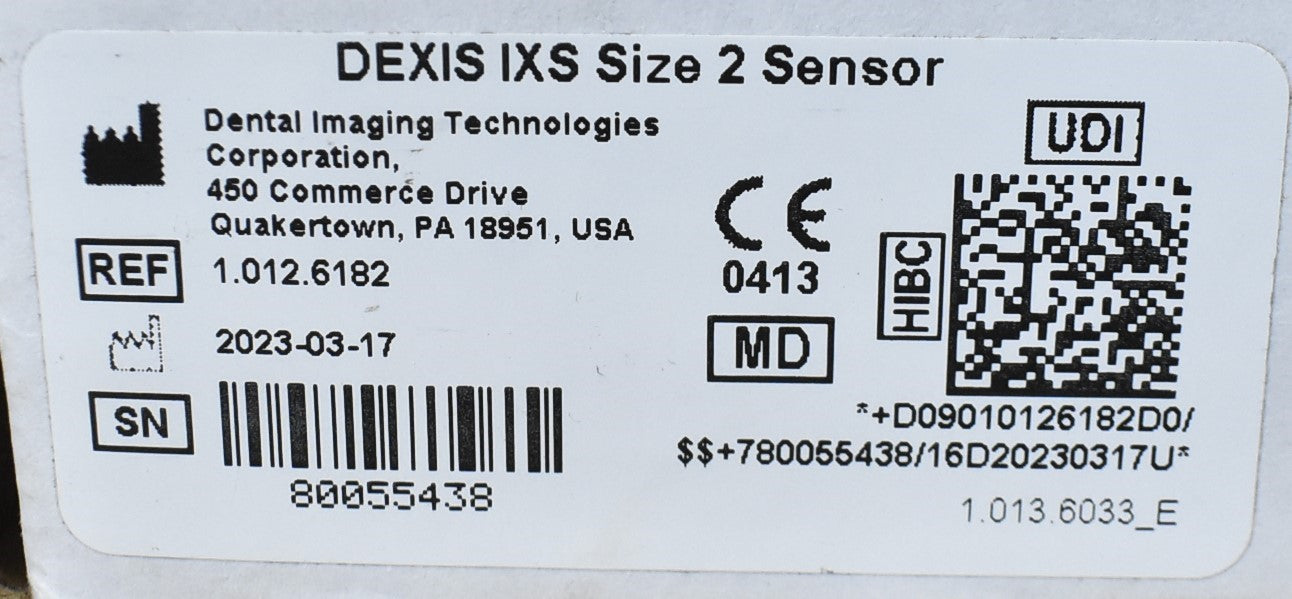 DEXIS IXS Size 2 Sensor
Dental Imaging Technologies
Corporation,
450 Commerce Drive
Quakertown, PA 18951, USA
REF 1.012.6182
2023-03-17
SN
80055438
CE
0413
MD
UDI
HIBC
*+D09010126182D0/
$$+780055438/16D20230317U*
1.013.6033_E